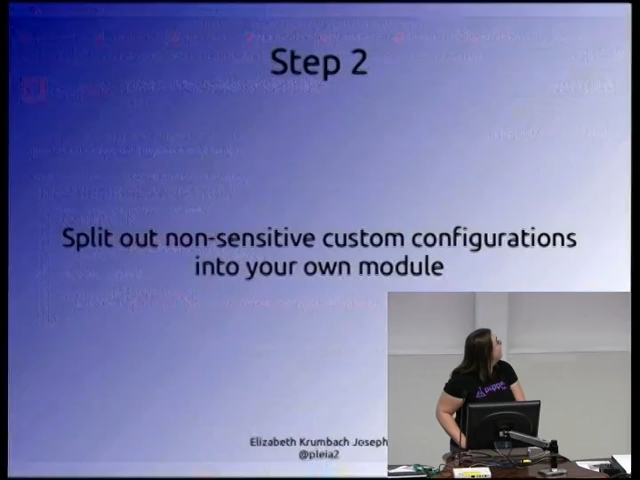 Step 2
Split out non-sensitive custom configurations
into your own module
Elizabeth Krumbach Joseph
@pleia2